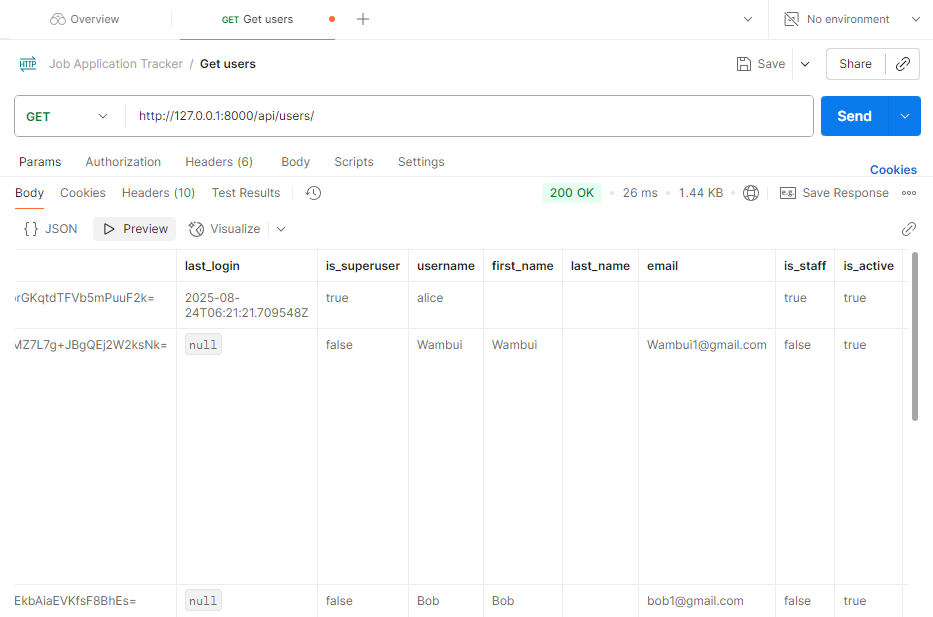 Overview
GET Get users
No environment
HTTP Job Application Tracker / Get users
Save
Share
GET http://127.0.0.1:8000/api/users/
Send
Params Authorization Headers (6) Body Scripts Settings
Cookies
Body Cookies Headers (10) Test Results
200 OK 26 ms 1.44 KB e.g. Save Response
{} JSON Preview Visualize
last_login is_superuser username first_name last_name email is_staff is_active
rGKqtdTFVb5mPuuF2k= 2025-08-24T06:21:21.709548Z true alice true true
MZ7L7g+JBgQEj2W2ksNk= null false Wambui Wambui Wambui1@gmail.com false true
EkbAiaEVKfsF8BhEs= null false Bob Bob bob1@gmail.com false true